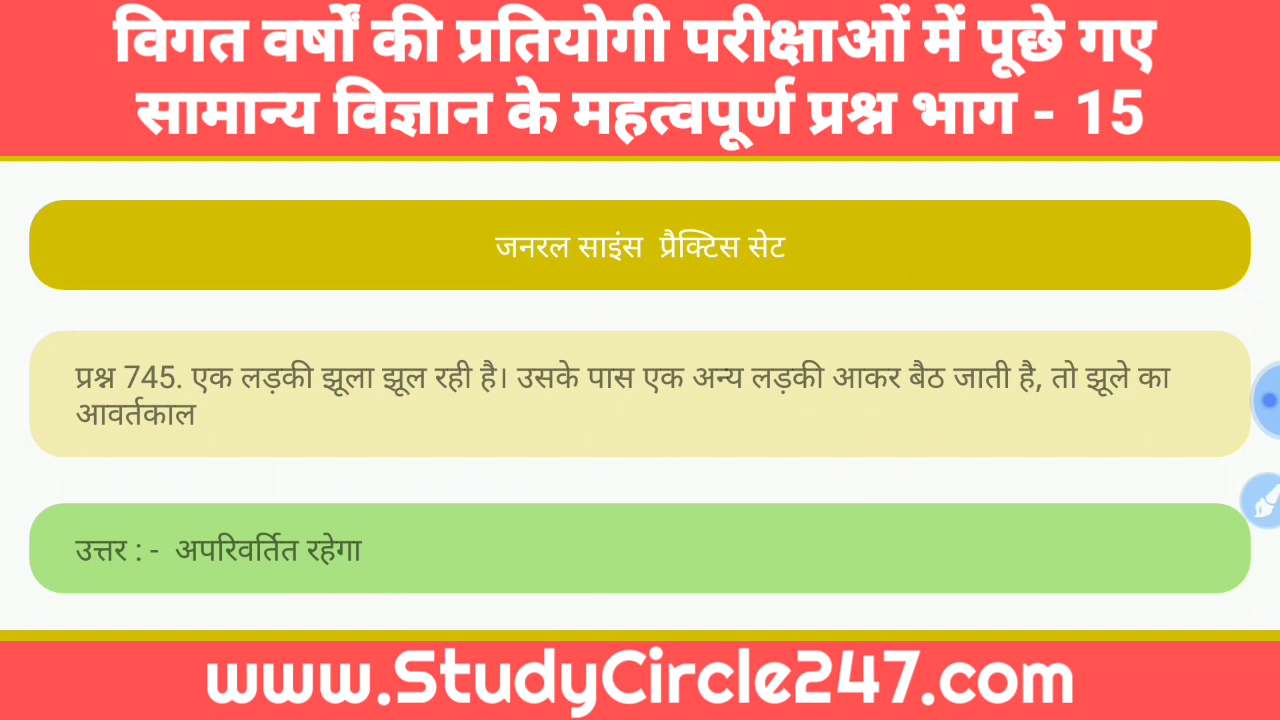 विगत वर्षों की प्रतियोगी परीक्षाओं में पूछे गए
सामान्य विज्ञान के महत्वपूर्ण प्रश्न भाग - 15
जनरल साइंस प्रैक्टिस सेट
प्रश्न 745. एक लड़की झूला झूल रही है। उसके पास एक अन्य लड़की आकर बैठ जाती है, तो झूले का
आवर्तकाल
उत्तर : - अपरिवर्तित रहेगा
www.StudyCircle247.com